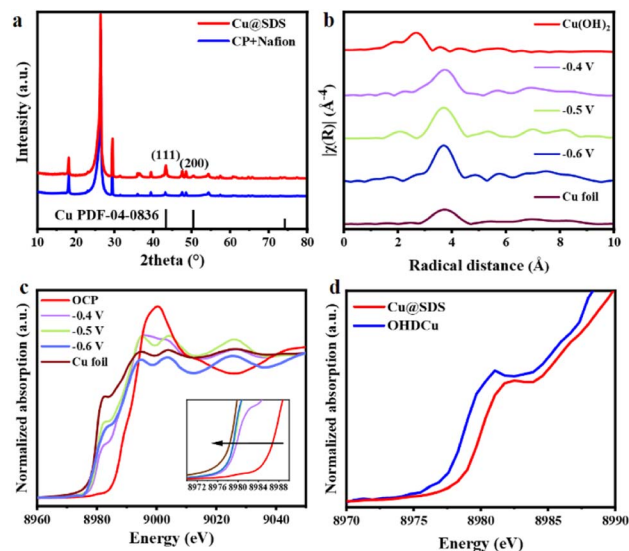 a
Cu@SDS
CP+Nafion
Intensity (a.u.)
(111)
(200)
Cu PDF-04-0836
10 20 30 40 50 60 70 80
2theta (°)
b
Cu(OH)₂
-0.4 V
-0.5 V
-0.6 V
Cu foil
|χ(R)| (Å-⁴)
0 2 4 6 8 10
Radical distance (Å)
c
OCP
-0.4 V
-0.5 V
-0.6 V
Cu foil
Normalized absorption (a.u.)
8972 8976 8980 8984 8988
8960 8980 9000 9020 9040
Energy (eV)
d
Cu@SDS
OHDCu
Normalized absorption (a.u.)
8970 8975 8980 8985 8990
Energy (eV)